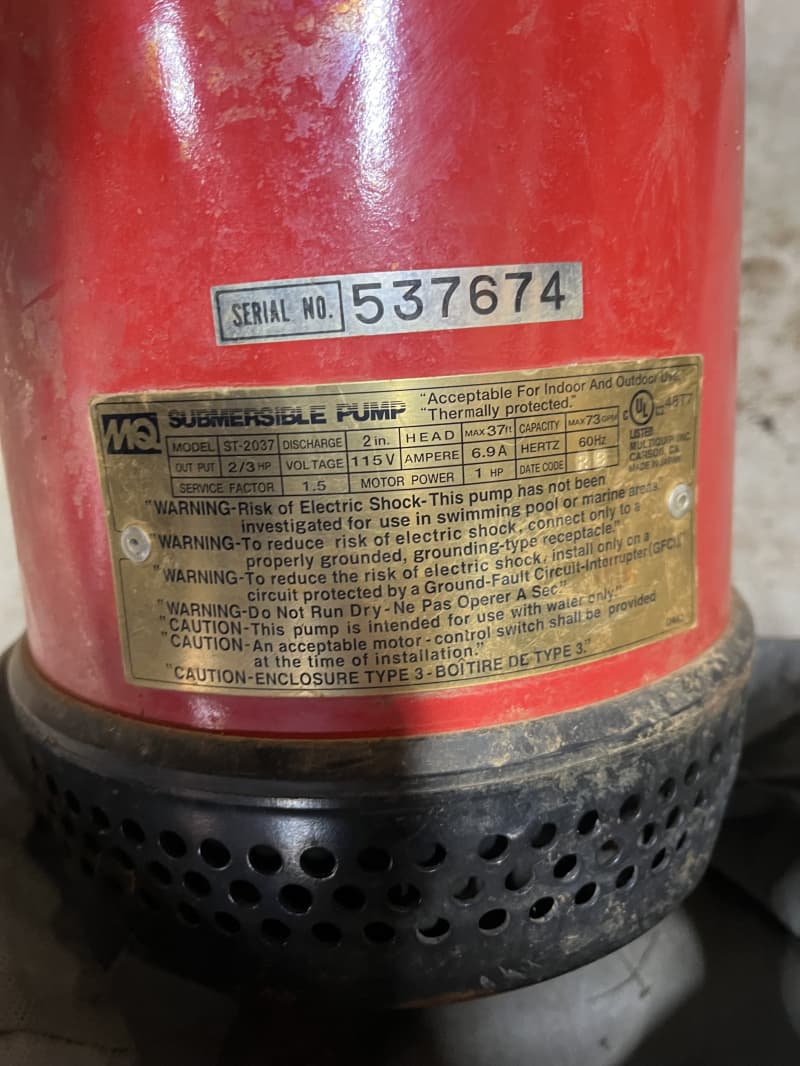 SERIAL NO. 537674
MQ SUBMERSIBLE PUMP "Acceptable For Indoor And Outdoor Use."
"Thermally protected."
MODEL ST-2037 DISCHARGE 2 in. HEAD MAX 37ft CAPACITY MAX 73 GPM
OUT PUT 2/3 HP VOLTAGE 115V AMPERE 6.9A HERTZ 60Hz
SERVICE FACTOR 1.5 MOTOR POWER 1 HP DATE CODE
C UL 48T7
LISTED
MULTIQUIP INC.
CARSON, CA.
MADE IN JAPAN
"WARNING-Risk of Electric Shock-This pump has not been
investigated for use in swimming pool or marine areas.
"WARNING-To reduce risk of electric shock, connect only to a
properly grounded, grounding-type receptacle."
"WARNING-To reduce the risk of electric shock, install only on a
circuit protected by a Ground-Fault Circuit-Interrupter(GFCI)."
"WARNING-Do Not Run Dry-Ne Pas Operer A Sec."
"CAUTION-This pump is intended for use with water only."
"CAUTION-An acceptable motor-control switch shall be provided
at the time of installation."
"CAUTION-ENCLOSURE TYPE 3-BOÎTIRE DE TYPE 3."